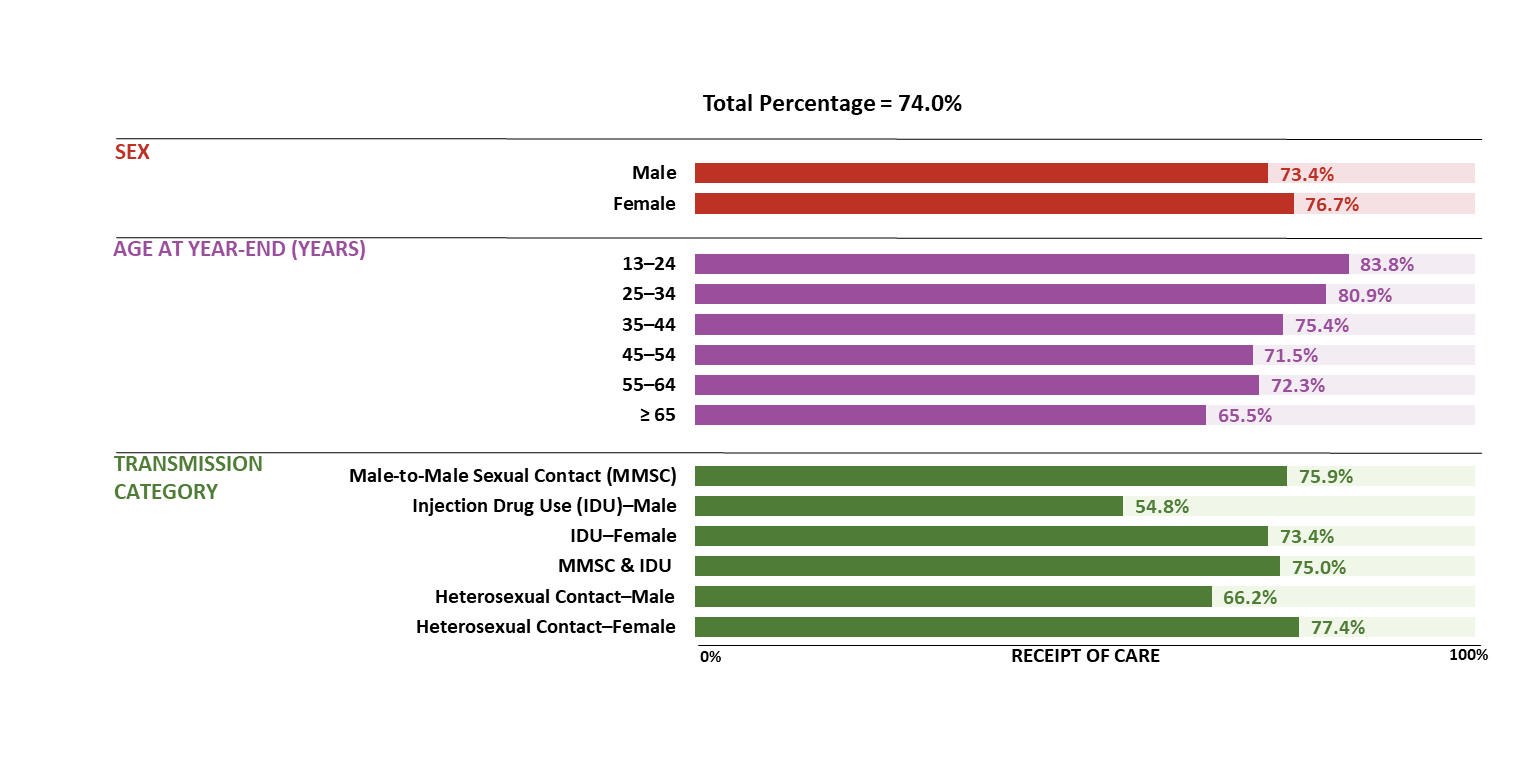 Total Percentage = 74.0%
SEX
Male 73.4%
Female 76.7%
AGE AT YEAR-END (YEARS)
13–24 83.8%
25–34 80.9%
35–44 75.4%
45–54 71.5%
55–64 72.3%
≥ 65 65.5%
TRANSMISSION
CATEGORY
Male-to-Male Sexual Contact (MMSC) 75.9%
Injection Drug Use (IDU)–Male 54.8%
IDU–Female 73.4%
MMSC & IDU 75.0%
Heterosexual Contact–Male 66.2%
Heterosexual Contact–Female 77.4%
0% RECEIPT OF CARE 100%